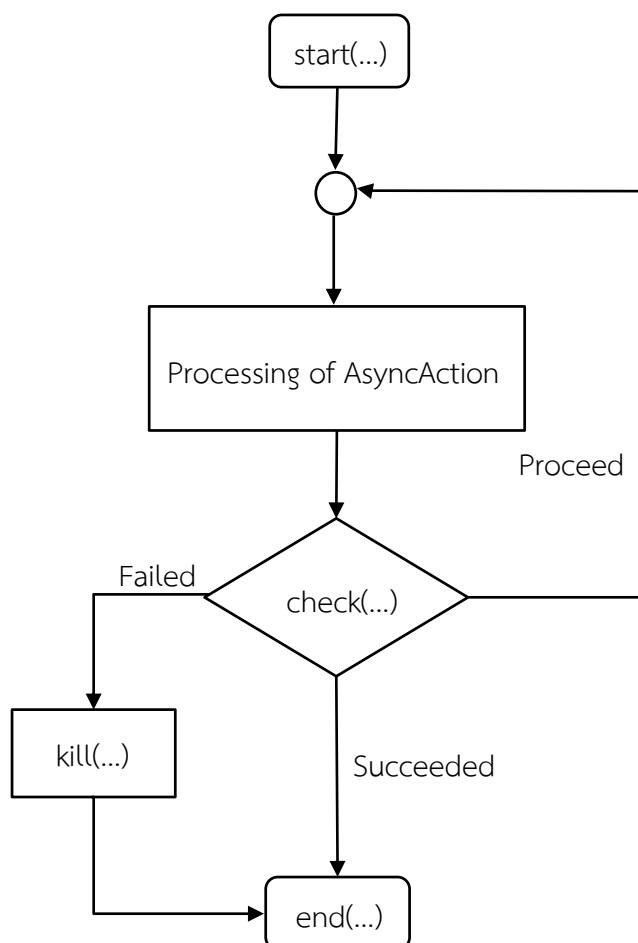 start(...)
Processing of AsyncAction
Proceed
Failed
check(...)
kill(...)
Succeeded
end(...)